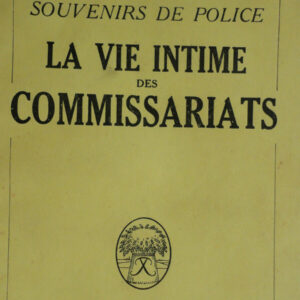 SOUVENIRS DE POLICE
LA VIE INTIME
DES
COMMISSARIATS